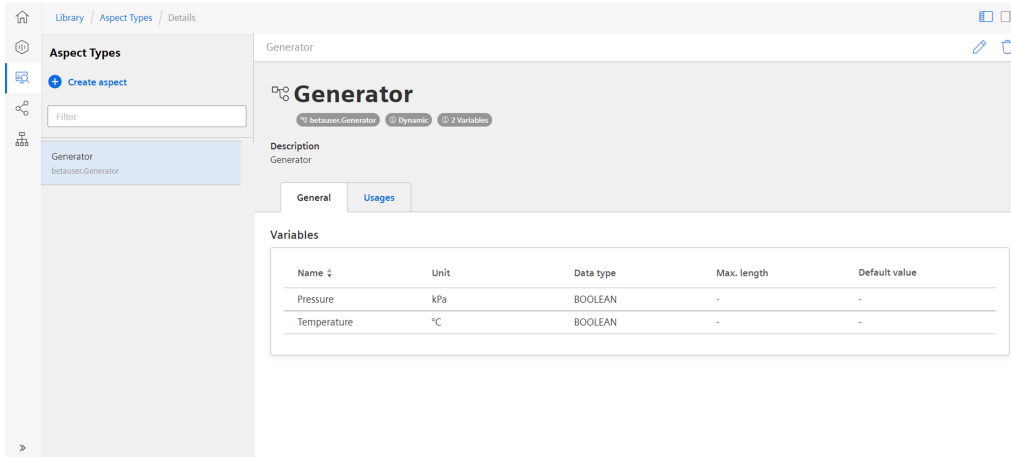 Library / Aspect Types / Details
Aspect Types
Create aspect
Filter
Generator
betauser.Generator
Generator
Generator
betauser.Generator Dynamic 2 Variables
Description
Generator
General Usages
Variables
Name Unit Data type Max. length Default value
Pressure kPa BOOLEAN - -
Temperature °C BOOLEAN - -